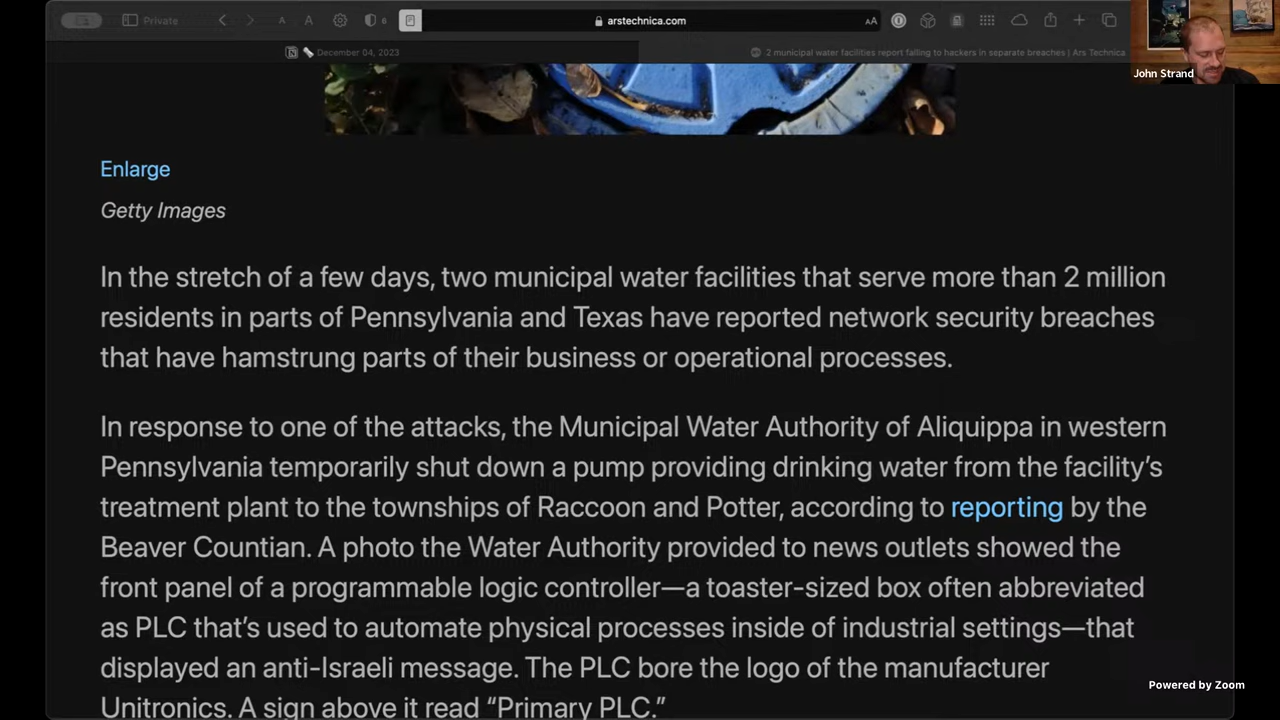 Private
A A
6
arstechnica.com
AA
December 04, 2023
2 municipal water facilities report falling to hackers in separate breaches | Ars Technica
John Strand
Enlarge
Getty Images
In the stretch of a few days, two municipal water facilities that serve more than 2 million
residents in parts of Pennsylvania and Texas have reported network security breaches
that have hamstrung parts of their business or operational processes.
In response to one of the attacks, the Municipal Water Authority of Aliquippa in western
Pennsylvania temporarily shut down a pump providing drinking water from the facility’s
treatment plant to the townships of Raccoon and Potter, according to reporting by the
Beaver Countian. A photo the Water Authority provided to news outlets showed the
front panel of a programmable logic controller—a toaster-sized box often abbreviated
as PLC that’s used to automate physical processes inside of industrial settings—that
displayed an anti-Israeli message. The PLC bore the logo of the manufacturer
Unitronics. A sign above it read “Primary PLC.”
Powered by Zoom